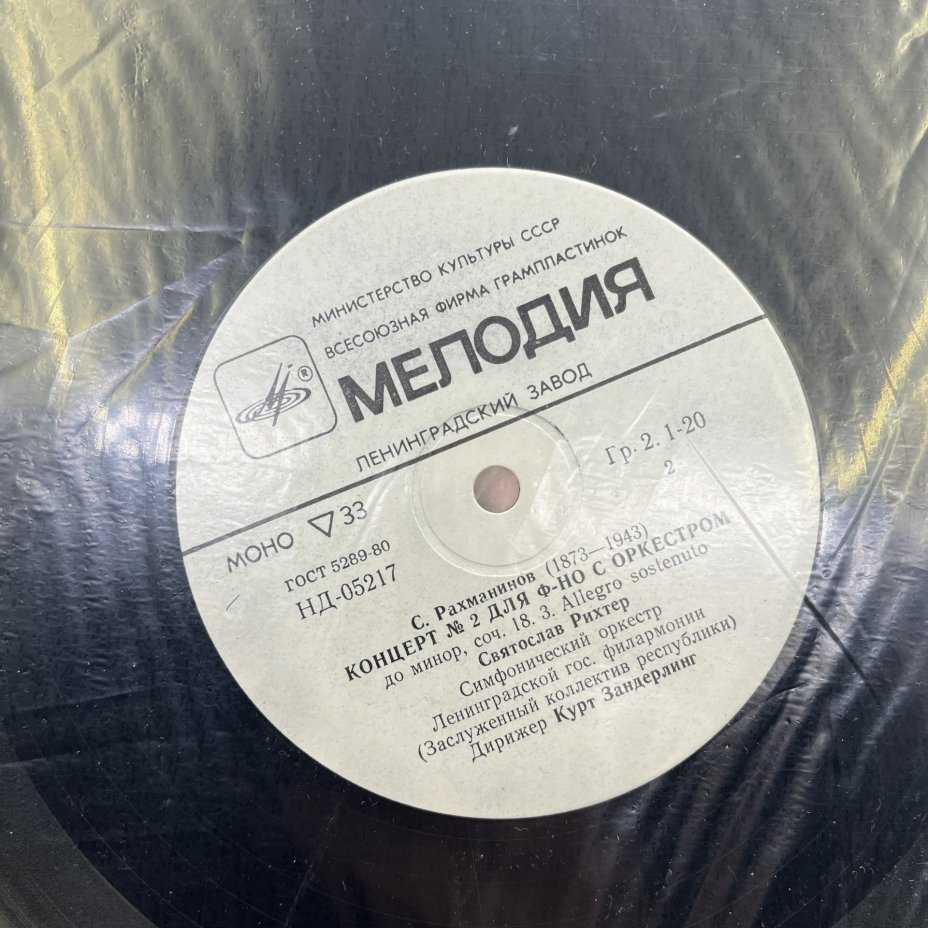 МИНИСТЕРСТВО КУЛЬТУРЫ СССР
ВСЕСОЮЗНАЯ ФИРМА ГРАМПЛАСТИНОК
МЕЛОДИЯ
®
ЛЕНИНГРАДСКИЙ ЗАВОД
МОНО ▽ 33
Гр. 2. 1-20
2
ГОСТ 5289-80
НД-05217
С. Рахманинов (1873—1943)
КОНЦЕРТ № 2 ДЛЯ Ф-НО С ОРКЕСТРОМ
до минор, соч. 18. 3. Allegro sostenuto
Святослав Рихтер
Симфонический оркестр
Ленинградской гос. филармонии
(Заслуженный коллектив республики)
Дирижер Курт Зандерлинг